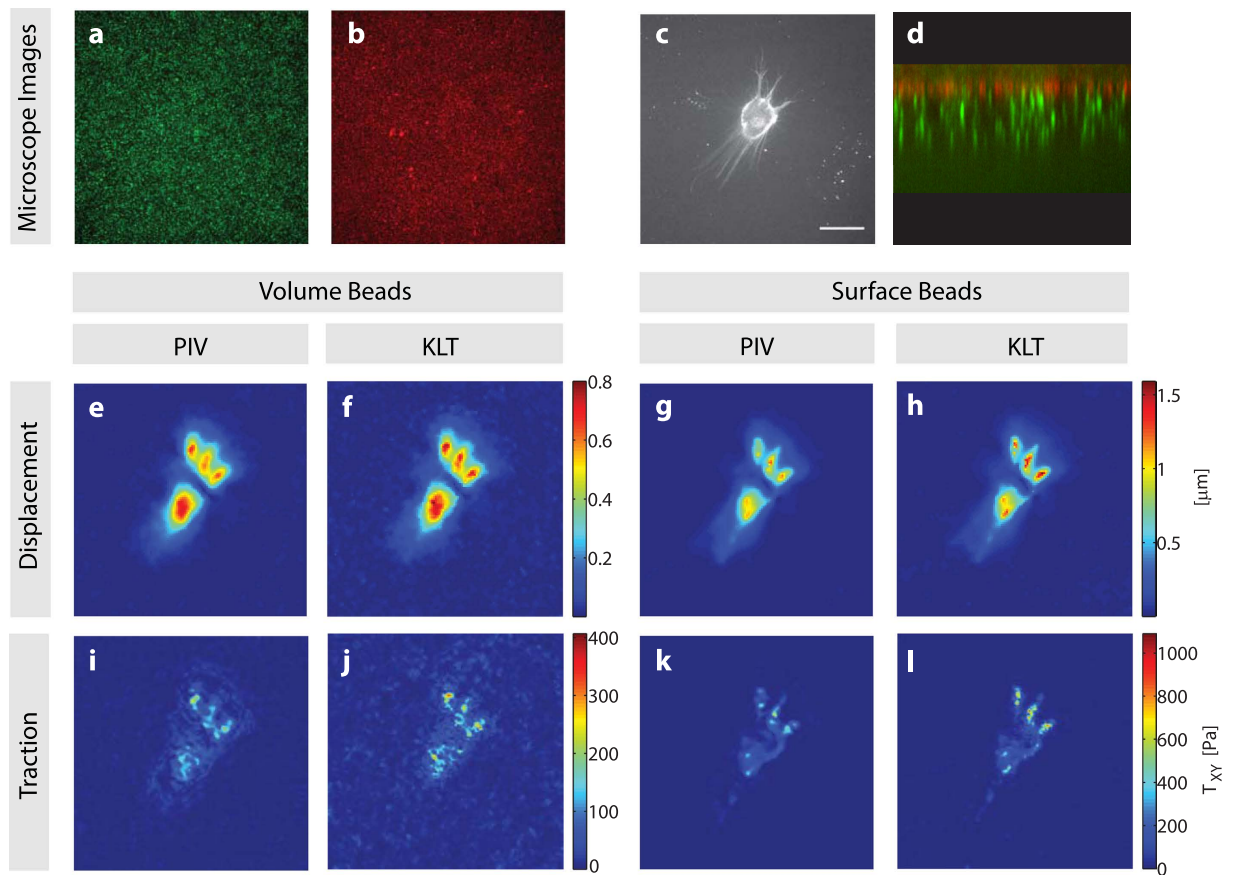 Microscope Images
a
b
c
d
Volume Beads
Surface Beads
PIV
KLT
PIV
KLT
Displacement
e
f
0.8
0.6
0.4
0.2
g
h
1.5
1
0.5
[µm]
Traction
i
j
400
300
200
100
0
k
l
1000
800
600
400
200
0
T XY [Pa]